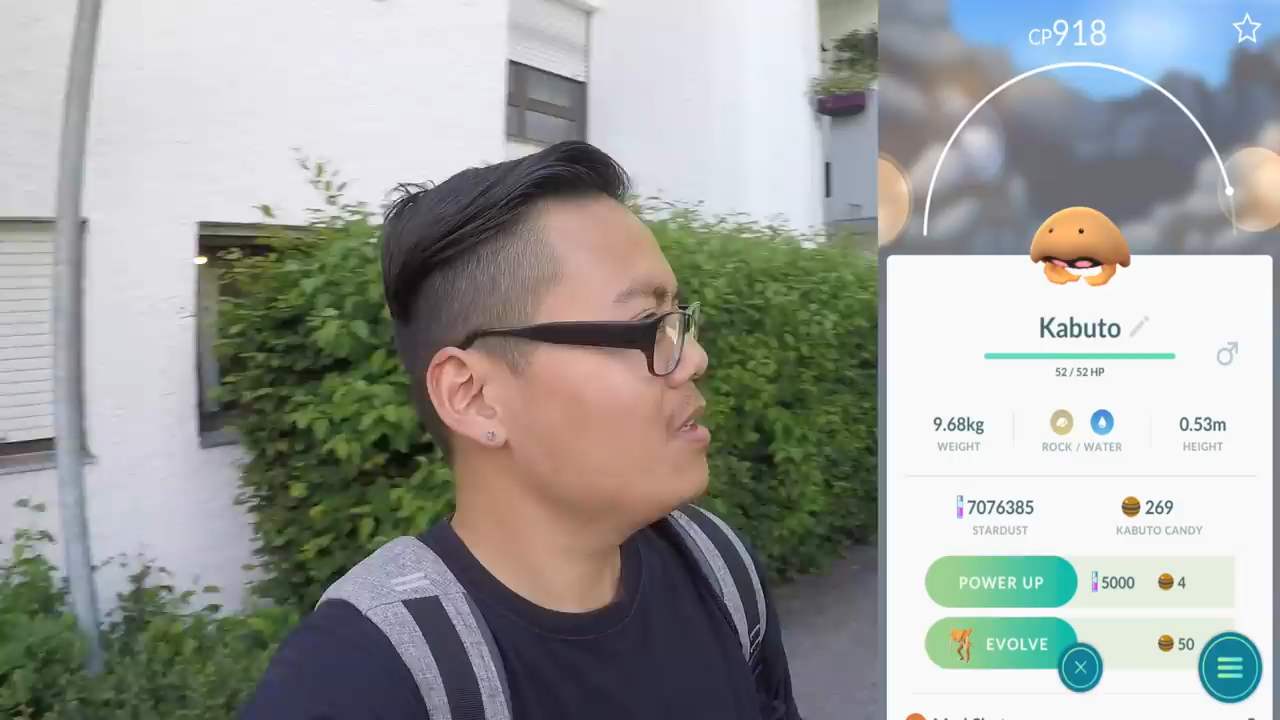 CP918
Kabuto
52 / 52 HP
9.68kg
WEIGHT
ROCK / WATER
0.53m
HEIGHT
7076385
STARDUST
269
KABUTO CANDY
POWER UP 5000 4
EVOLVE 50